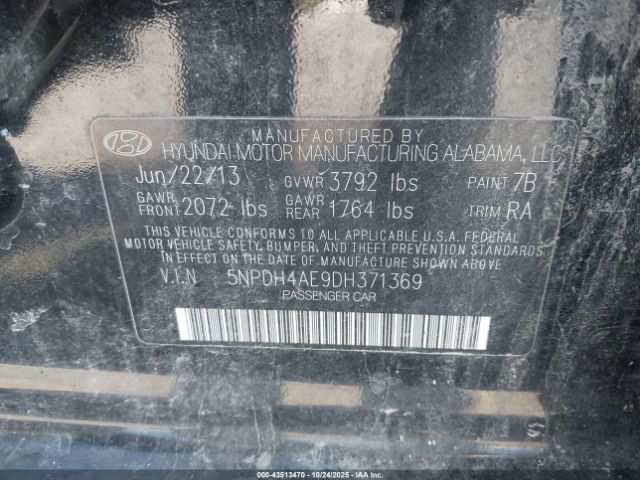 MANUFACTURED BY
HYUNDAI MOTOR MANUFACTURING ALABAMA, LLC
Jun/22/13 GVWR 3792 lbs PAINT 7B
GAWR FRONT 2072 lbs GAWR REAR 1764 lbs TRIM RA
THIS VEHICLE CONFORMS TO ALL APPLICABLE U.S.A. FEDERAL
MOTOR VEHICLE SAFETY, BUMPER, AND THEFT PREVENTION STANDARDS
IN EFFECT ON THE DATE OF MANUFACTURE SHOWN ABOVE
V.I.N 5NPDH4AE9DH371369
PASSENGER CAR
000-43513470 - 10/24/2025 - COPART